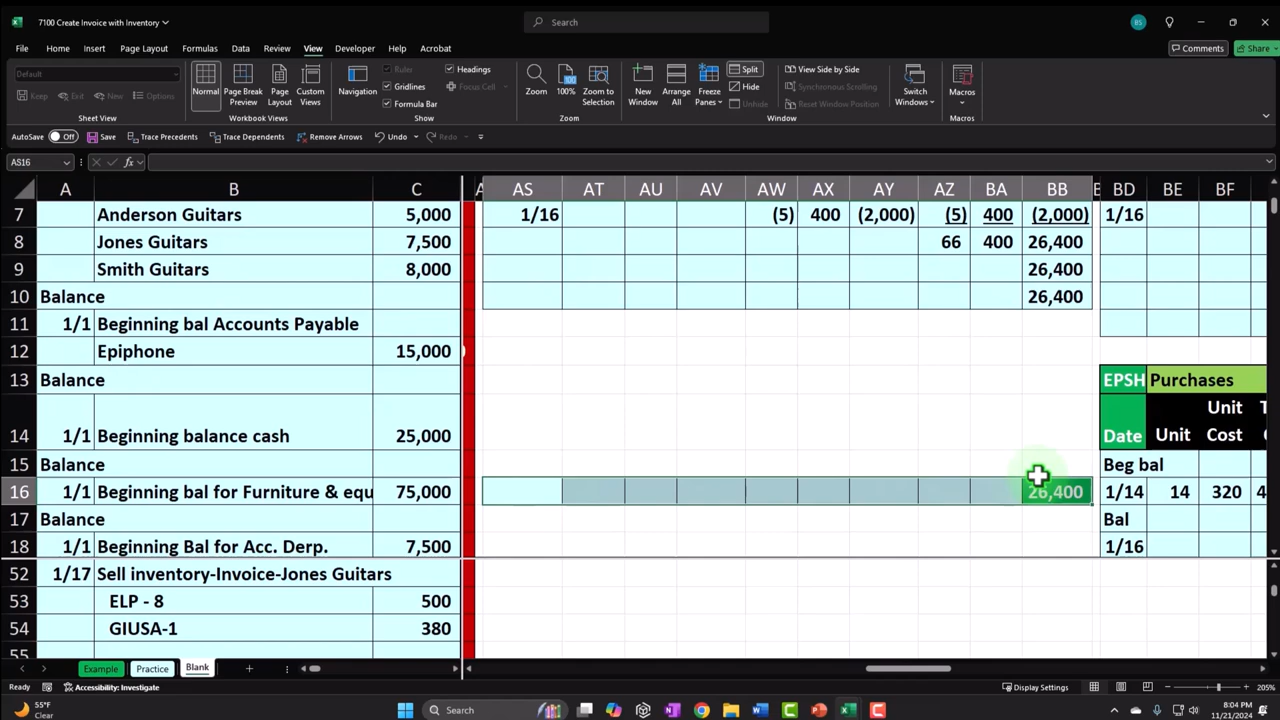 7100 Create Invoice with Inventory
Search
BS
File Home Insert Page Layout Formulas Data Review View Developer Help Acrobat
Comments Share
Default
Keep Exit New Options
Normal Page Break Preview Page Layout Custom Views
Navigation
Ruler Headings
Gridlines Focus Cell
Formula Bar
Zoom 100% Zoom to Selection
New Window Arrange All Freeze Panes
Split View Side by Side
Hide Synchronous Scrolling
Unhide Reset Window Position
Switch Windows Macros
Sheet View Workbook Views Show Zoom Window Macros
AutoSave Off Save Trace Precedents Trace Dependents Remove Arrows Undo Redo
AS16 fx
A B C AS AT AU AV AW AX AY AZ BA BB BD BE BF
7 Anderson Guitars 5,000 1/16 (5) 400 (2,000) (5) 400 (2,000) 1/16
8 Jones Guitars 7,500 66 400 26,400
9 Smith Guitars 8,000 26,400
10 Balance 26,400
11 1/1 Beginning bal Accounts Payable
12 Epiphone 15,000
13 Balance EPSH Purchases
14 1/1 Beginning balance cash 25,000 Date Unit Unit Cost
15 Balance Beg bal
16 1/1 Beginning bal for Furniture & equ 75,000 26,400 1/14 14 320 4
17 Balance Bal
18 1/1 Beginning Bal for Acc. Derp. 7,500 1/16
52 1/17 Sell inventory-Invoice-Jones Guitars
53 ELP - 8 500
54 GIUSA-1 380
55
Example Practice Blank
Ready Accessibility: Investigate Display Settings 205%
55°F
Clear
Search
8:04 PM
11/21/2024